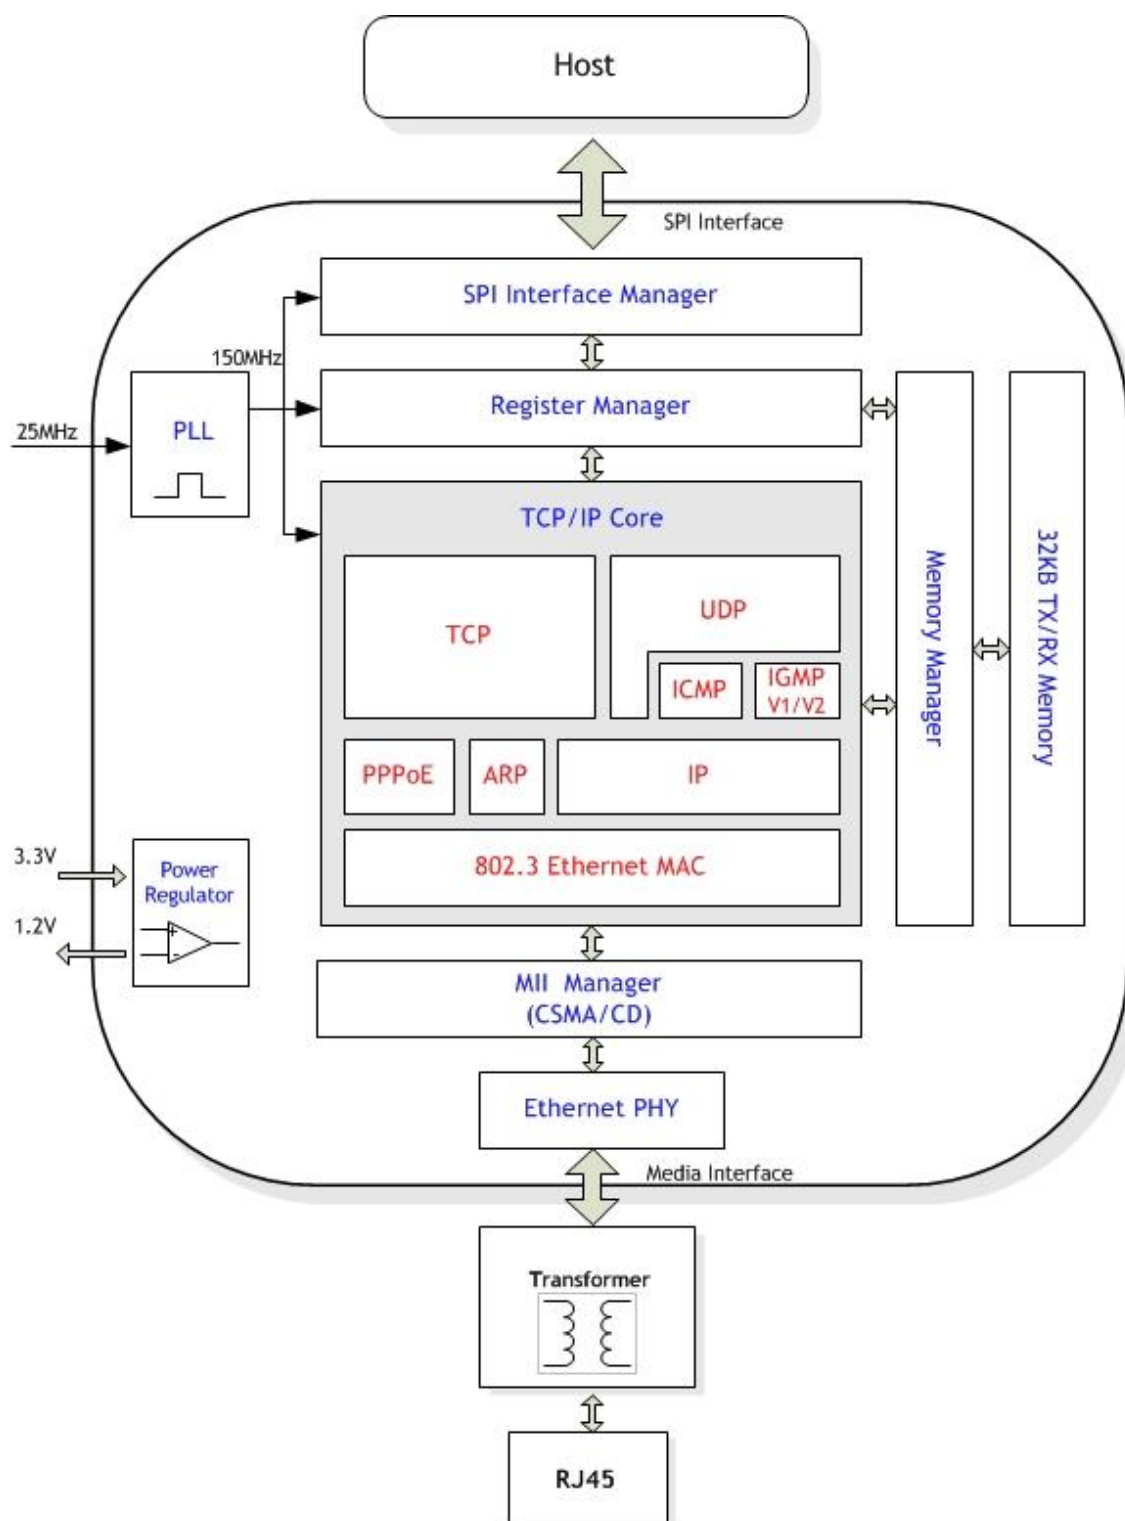 Host
SPI Interface
SPI Interface Manager
150MHz
Register Manager
25MHz
PLL
TCP/IP Core
TCP
UDP
ICMP
IGMP
V1/V2
PPPoE
ARP
IP
802.3 Ethernet MAC
Memory Manager
32KB TX/RX Memory
3.3V
1.2V
Power
Regulator
+
-
MII Manager
(CSMA/CD)
Ethernet PHY
Media Interface
Transformer
RJ45